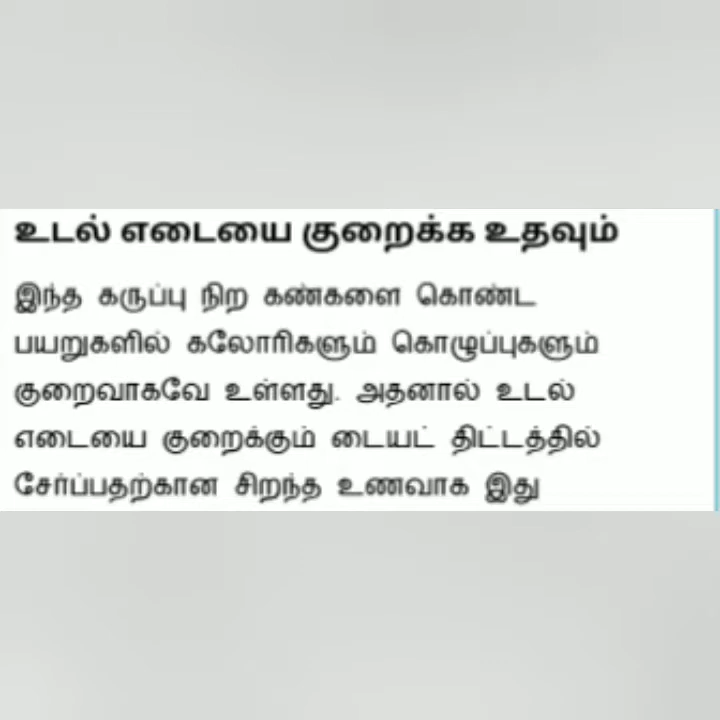 உடல் எடையை குறைக்க உதவும்
இந்த கருப்பு நிற கண்களை கொண்ட
பயறுகளில் கலோரிகளும் கொழுப்புகளும்
குறைவாகவே உள்ளது. அதனால் உடல்
எடையை குறைக்கும் டையட் திட்டத்தில்
சேர்ப்பதற்கான சிறந்த உணவாக இது